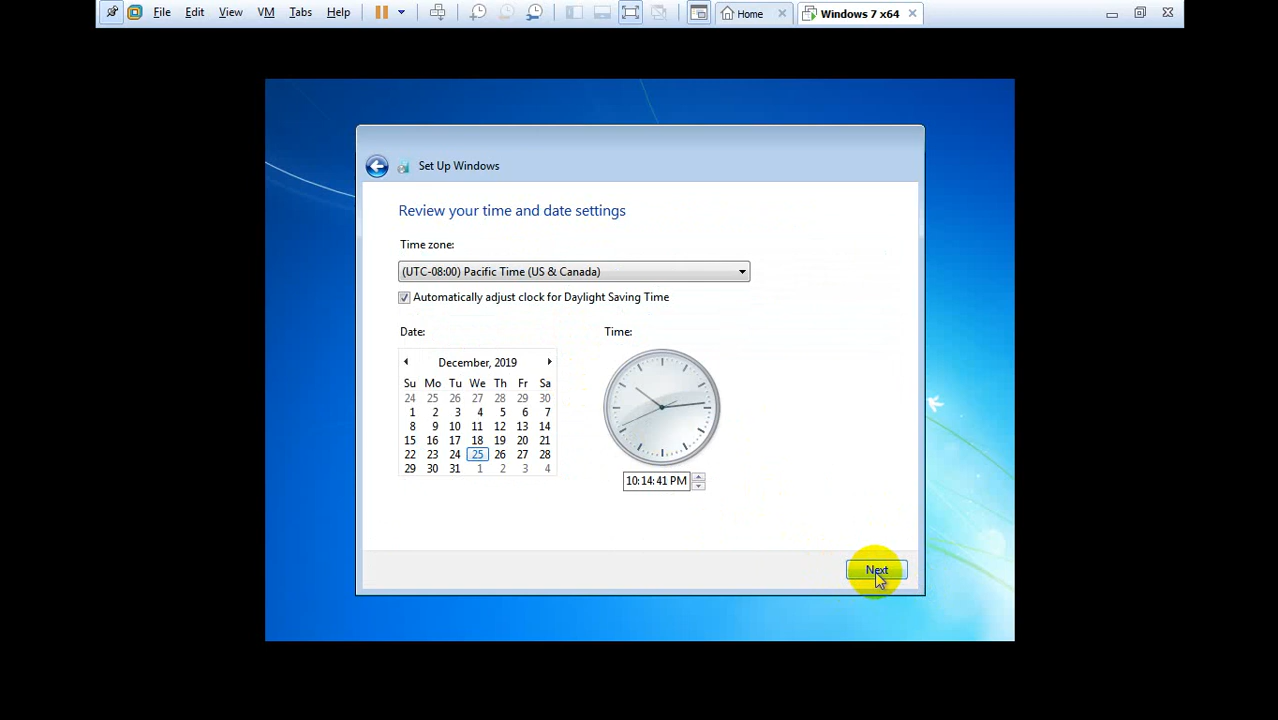 File Edit View VM Tabs Help Home Windows 7 x64
Set Up Windows
Review your time and date settings
Time zone:
(UTC-08:00) Pacific Time (US & Canada)
Automatically adjust clock for Daylight Saving Time
Date: Time:
December, 2019
Su Mo Tu We Th Fr Sa
24 25 26 27 28 29 30
1 2 3 4 5 6 7
8 9 10 11 12 13 14
15 16 17 18 19 20 21
22 23 24 25 26 27 28
29 30 31 1 2 3 4
10:14:41 PM
Next